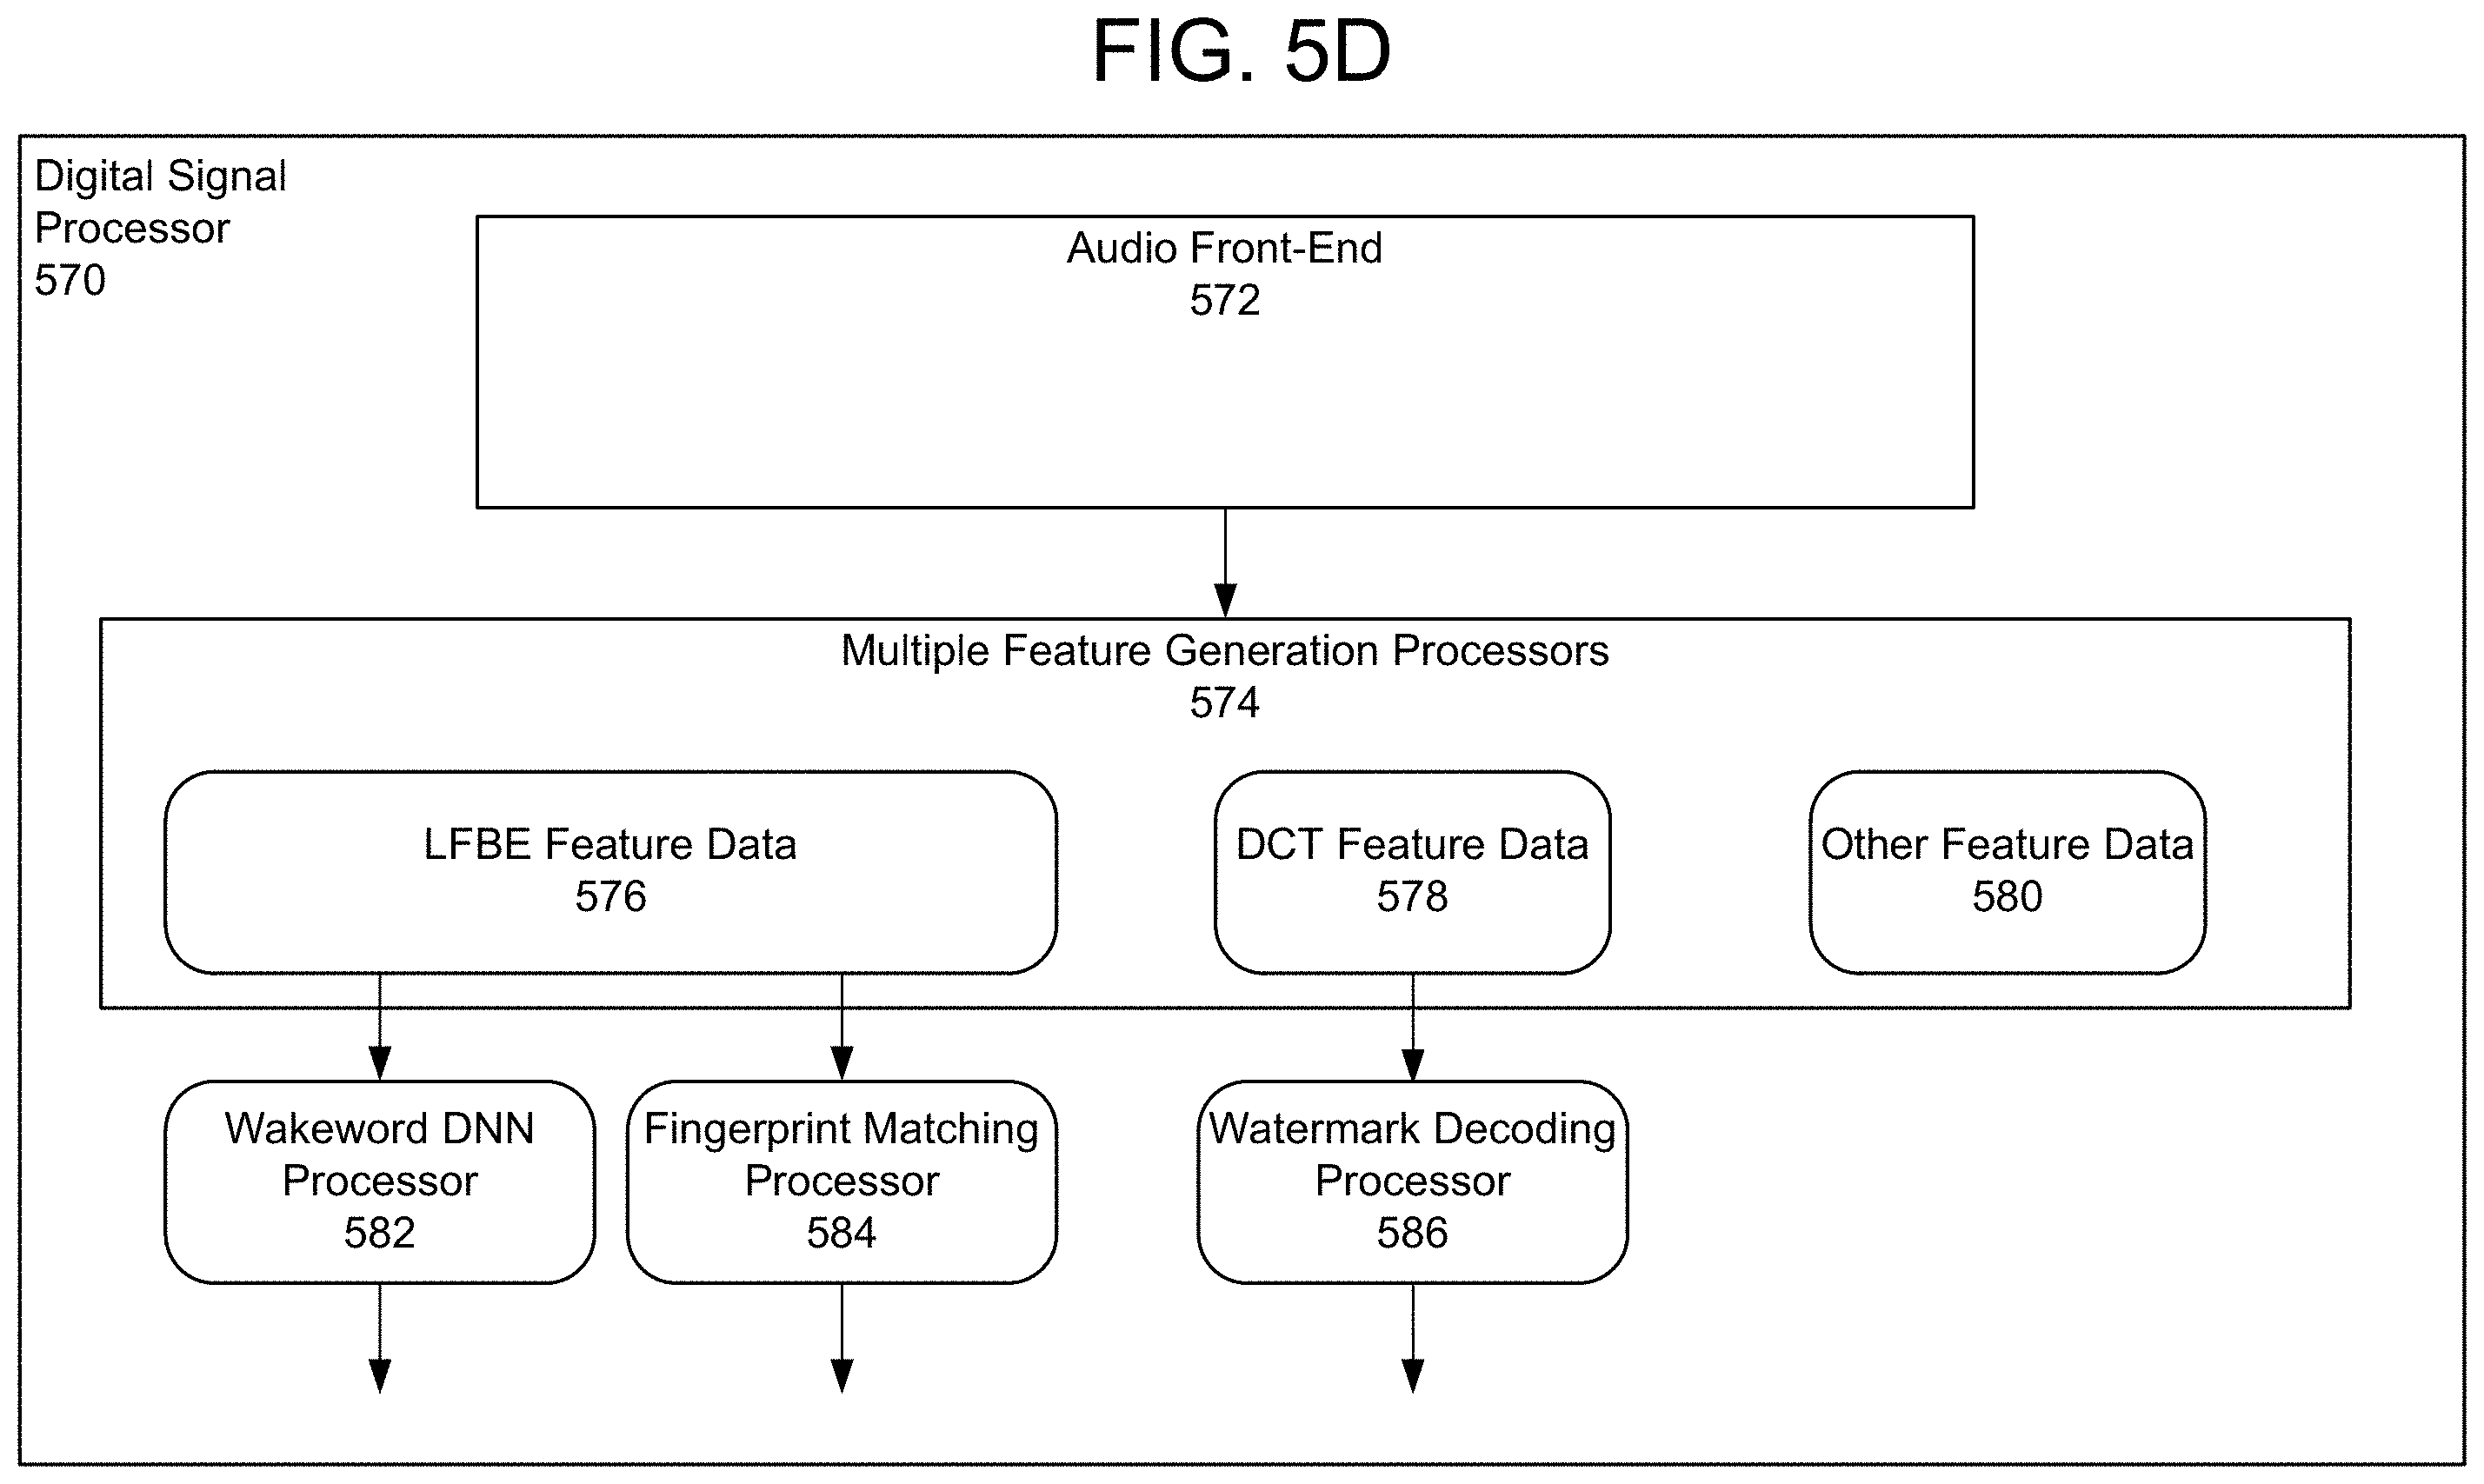 FIG. 5D
Digital Signal
Processor
570
Audio Front-End
572
Multiple Feature Generation Processors
574
LFBE Feature Data
576
DCT Feature Data
578
Other Feature Data
580
Wakeword DNN
Processor
582
Fingerprint Matching
Processor
584
Watermark Decoding
Processor
586